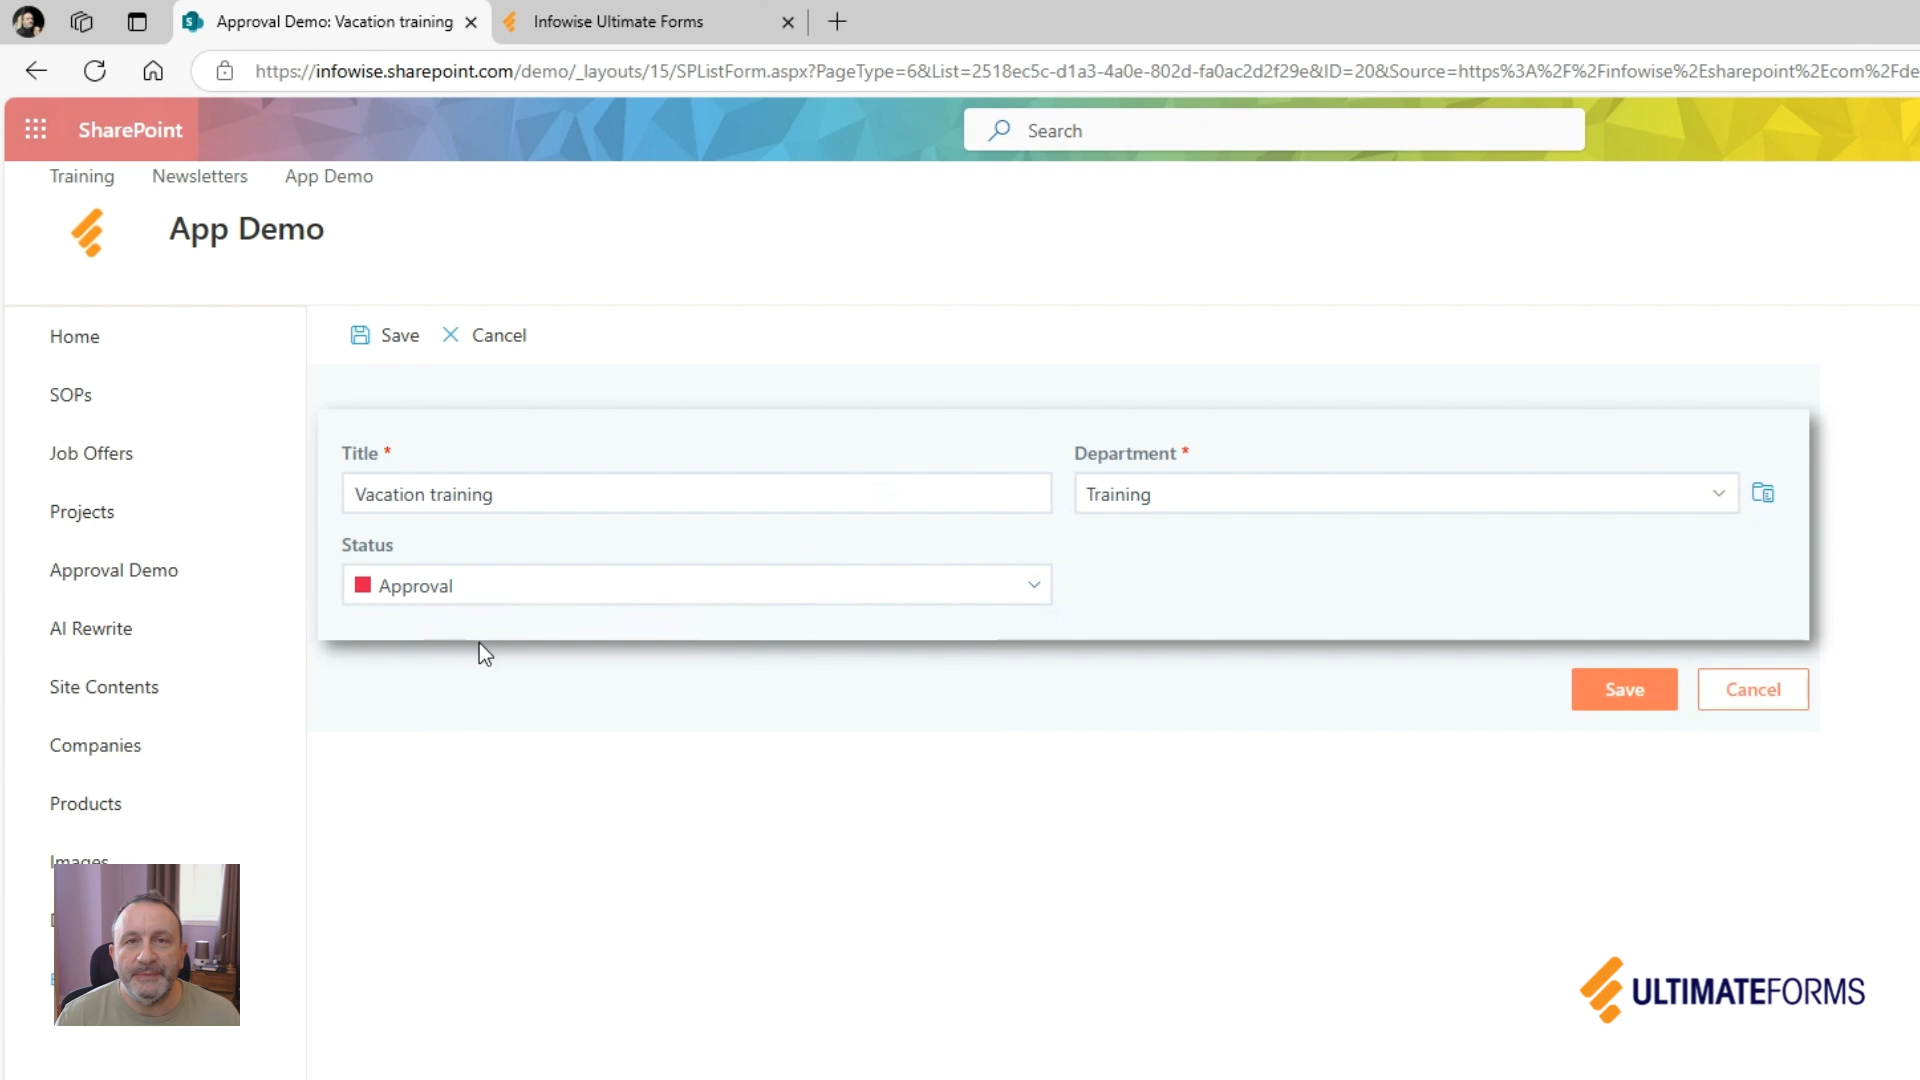 Approval Demo: Vacation training
Infowise Ultimate Forms
https://infowise.sharepoint.com/demo/_layouts/15/SPListForm.aspx?PageType=6&List=2518ec5c-d1a3-4a0e-802d-fa0ac2d2f29e&ID=20&Source=https%3A%2F%2Finfowise%2Esharepoint%2Ecom%2Fde
SharePoint
Search
Training Newsletters App Demo
App Demo
Home
Save Cancel
SOPs
Job Offers
Title * Department *
Vacation training Training
Projects
Status
Approval Demo
Approval
AI Rewrite
Site Contents
Save Cancel
Companies
Products
Images
ULTIMATEFORMS